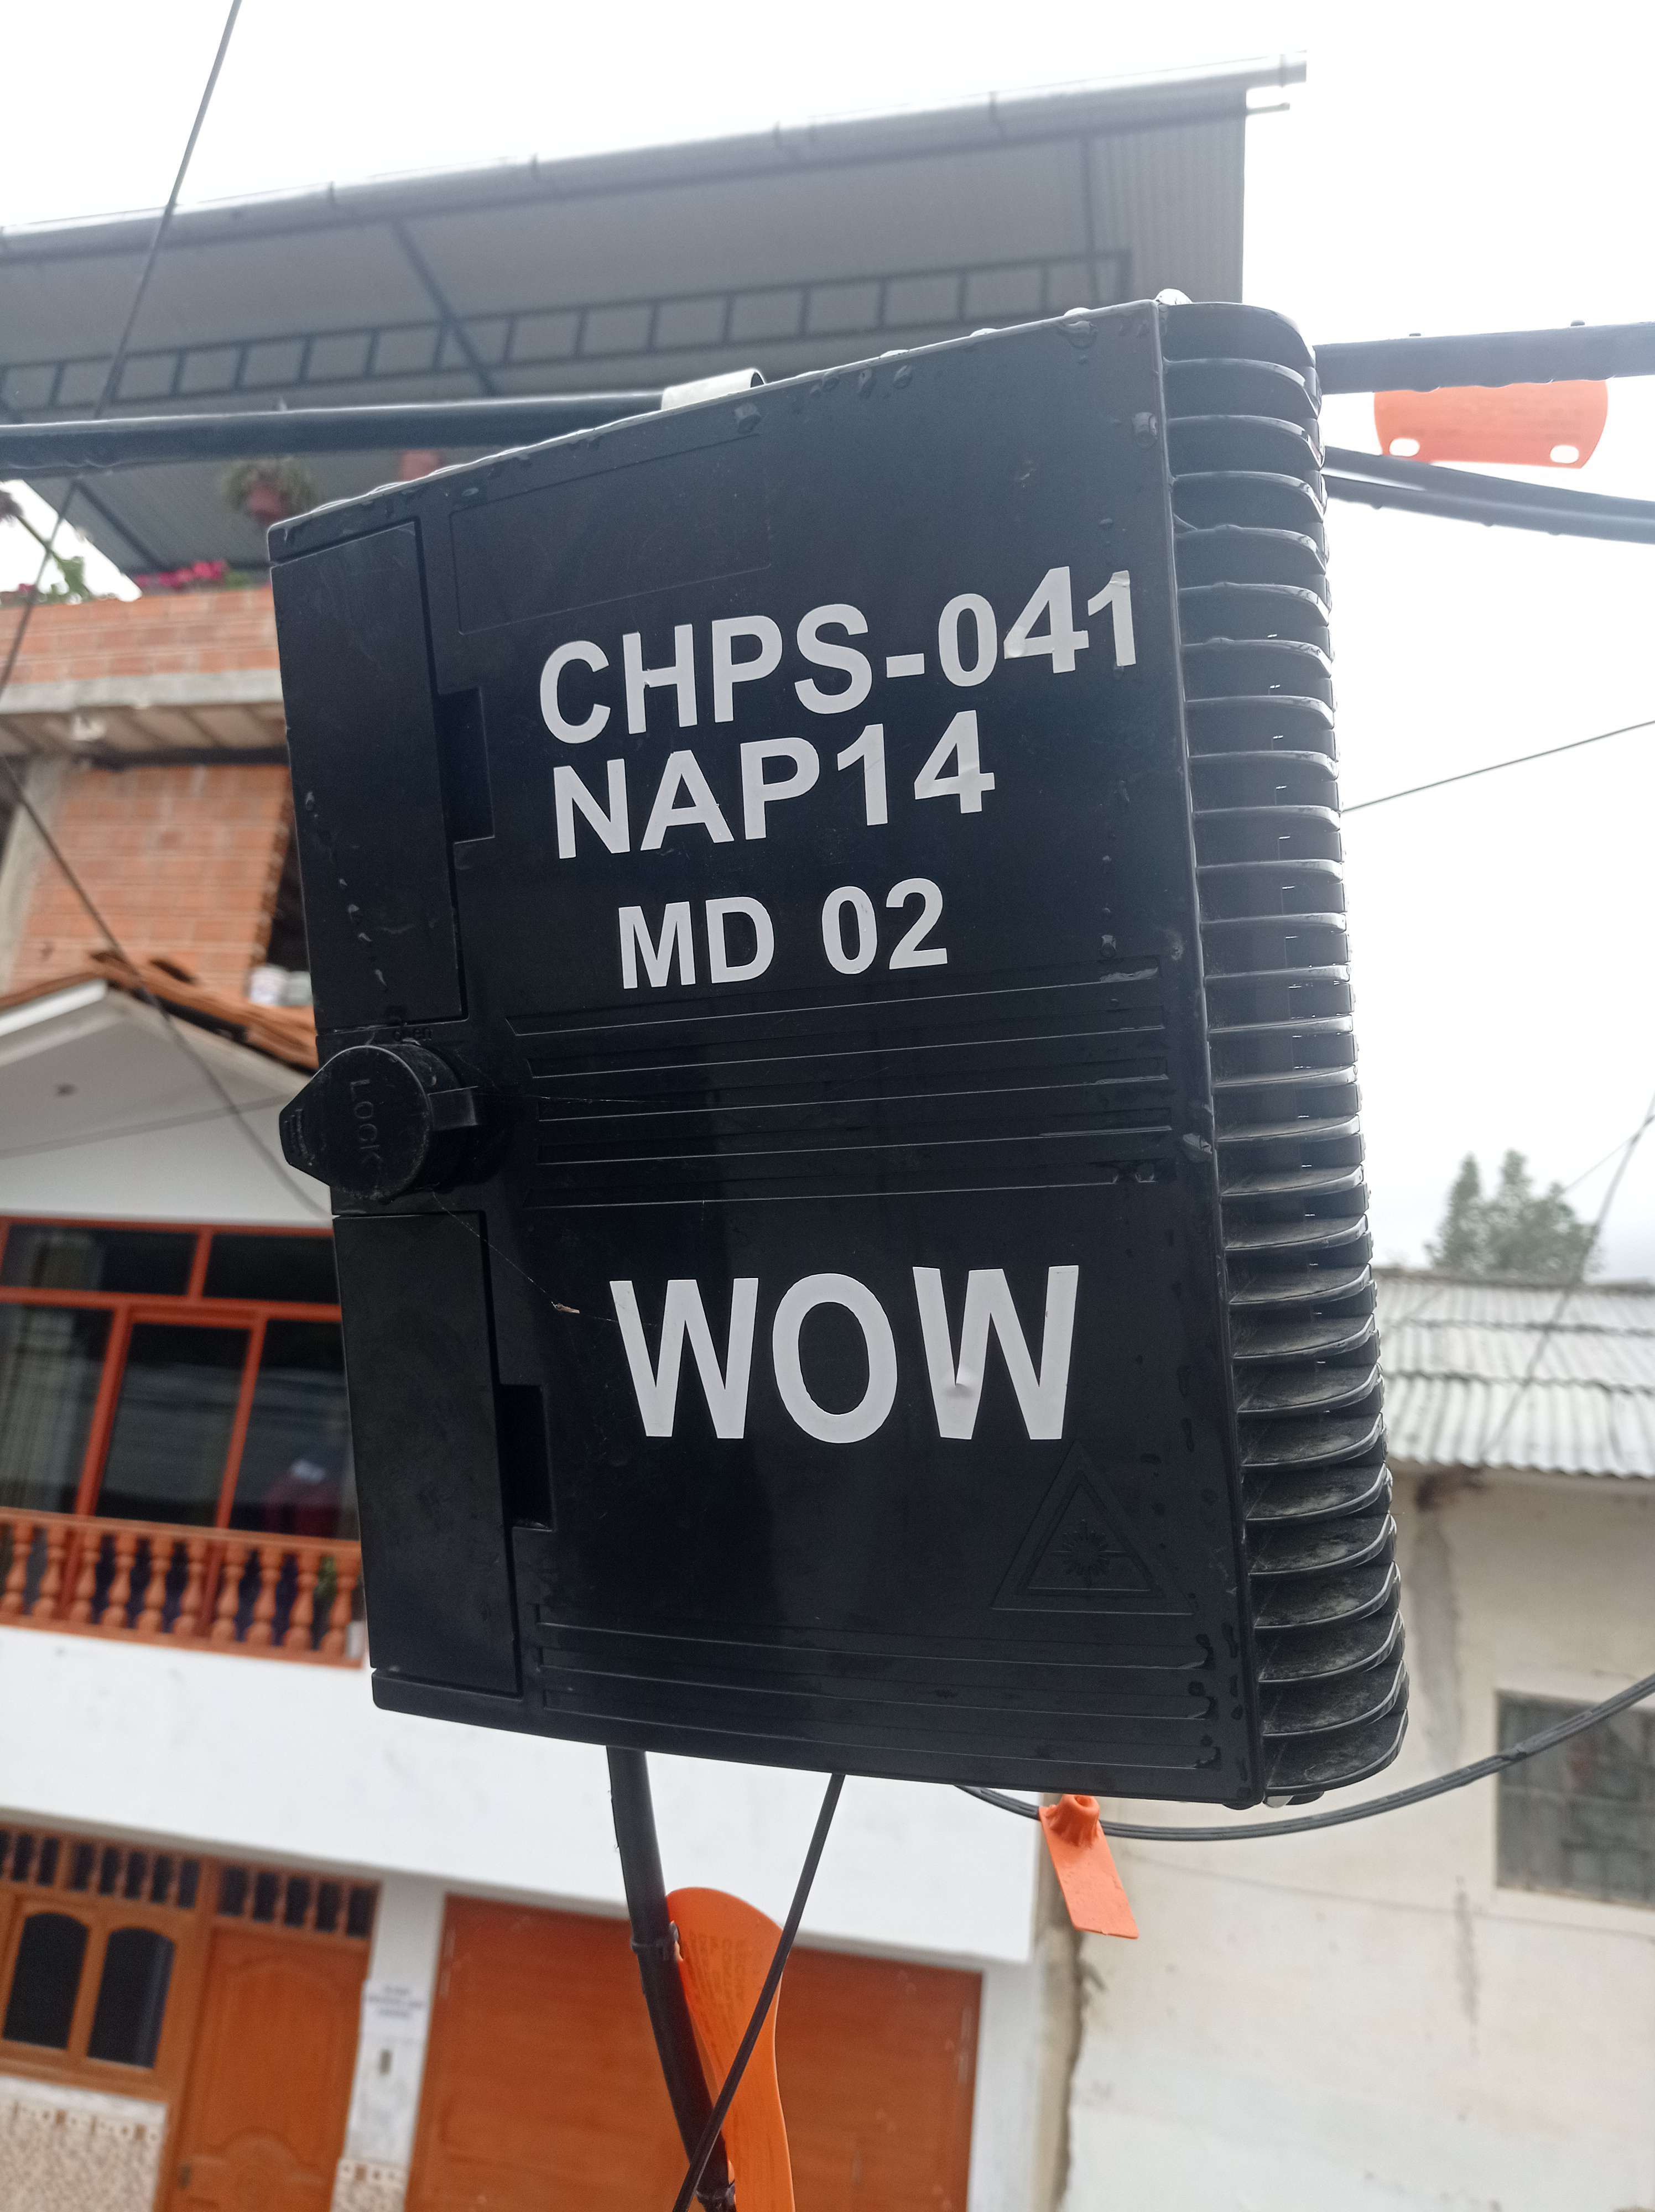 CHPS-041
NAP14
MD 02
LOCK
WOW